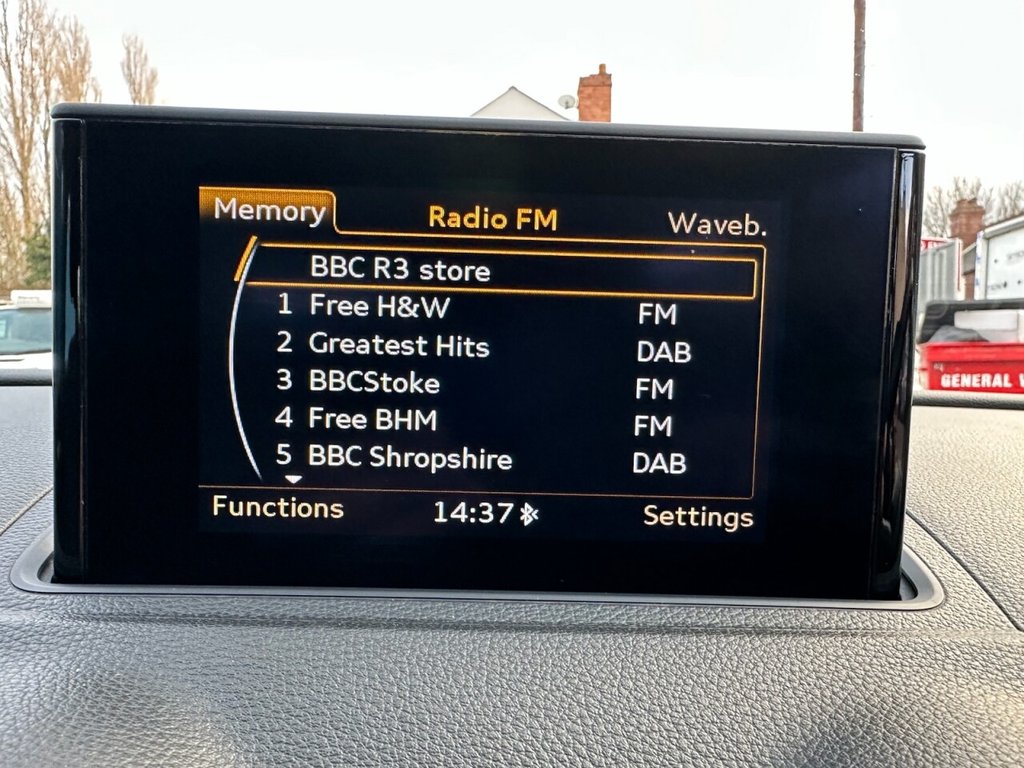 Memory Radio FM Waveb.
BBC R3 store
1 Free H&W FM
2 Greatest Hits DAB
3 BBCStoke FM
4 Free BHM FM
5 BBC Shropshire DAB
Functions 14:37 Settings
GENERAL